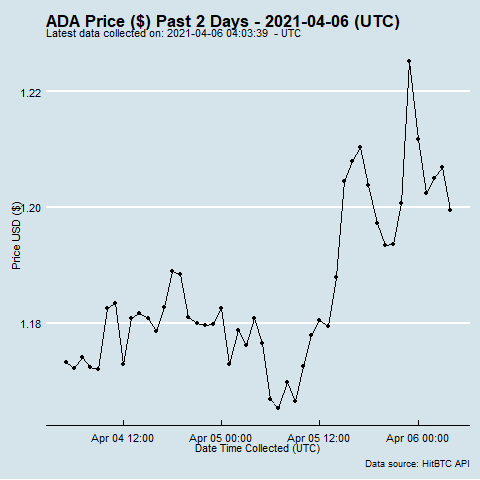 ADA Price ($) Past 2 Days - 2021-04-06 (UTC)
Latest data collected on: 2021-04-06 04:03:39 - UTC
1.22
1.20
1.18
Price USD ($)
Apr 04 12:00 Apr 05 00:00 Apr 05 12:00 Apr 06 00:00
Date Time Collected (UTC)
Data source: HitBTC API